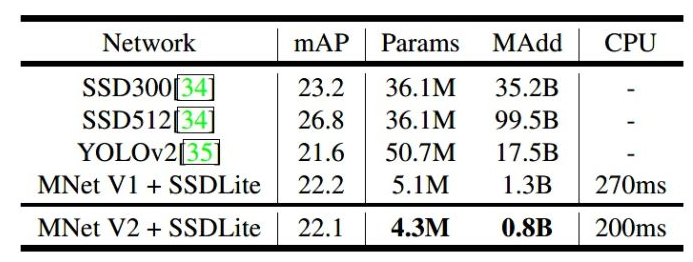 Network mAP Params MAdd CPU
SSD300[34] 23.2 36.1M 35.2B -
SSD512[34] 26.8 36.1M 99.5B -
YOLOv2[35] 21.6 50.7M 17.5B -
MNet V1 + SSDLite 22.2 5.1M 1.3B 270ms
MNet V2 + SSDLite 22.1 4.3M 0.8B 200ms